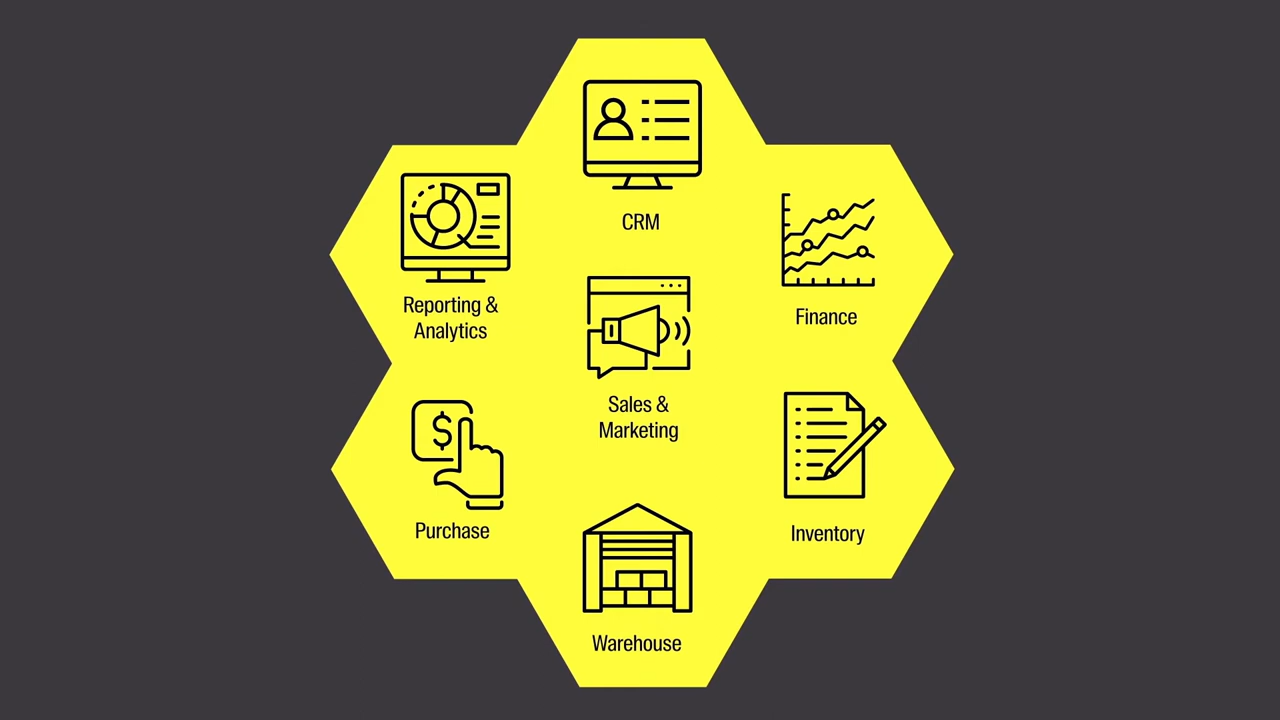 CRM
Reporting &
Analytics
Finance
Sales &
Marketing
Purchase
Inventory
Warehouse